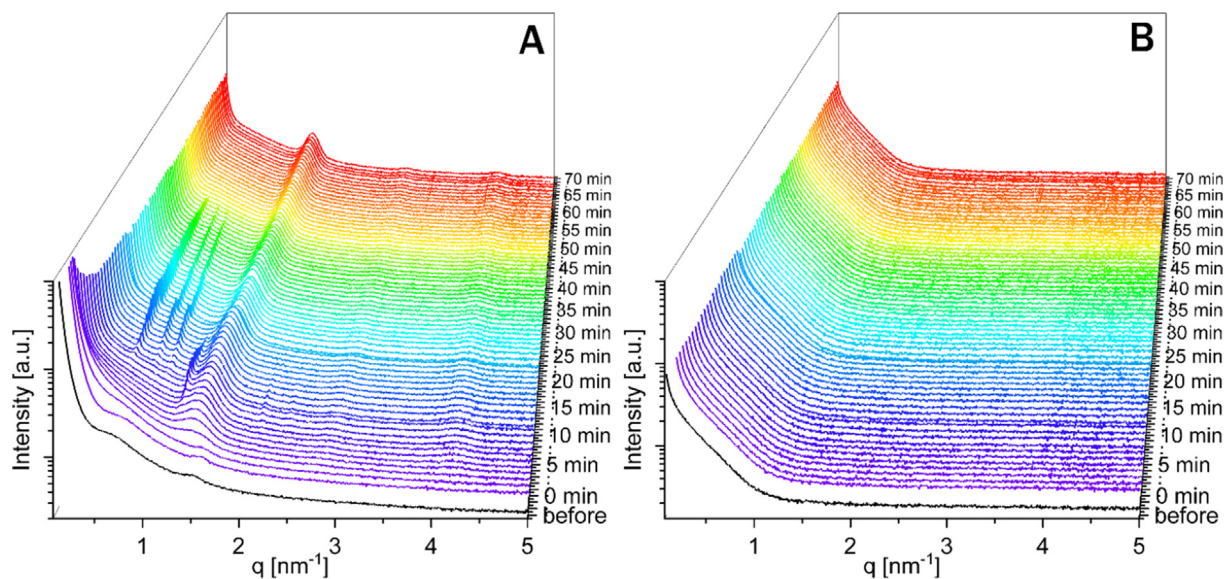 A
Intensity [a.u.]
70 min
65 min
60 min
55 min
50 min
45 min
40 min
35 min
30 min
25 min
20 min
15 min
10 min
5 min
0 min
before
1 2 3 4 5
q [nm⁻¹]
B
Intensity [a.u.]
70 min
65 min
60 min
55 min
50 min
45 min
40 min
35 min
30 min
25 min
20 min
15 min
10 min
5 min
0 min
before
1 2 3 4 5
q [nm⁻¹]